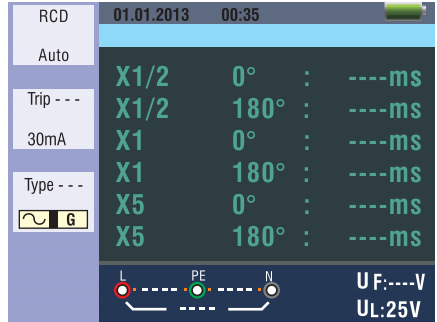 RCD
Auto
Trip - - -
30mA
Type - - -
G
01.01.2013 00:35
X1/2 0° : ----ms
X1/2 180° : ----ms
X1 0° : ----ms
X1 180° : ----ms
X5 0° : ----ms
X5 180° : ----ms
L PE N
----
UF:----V
UL:25V